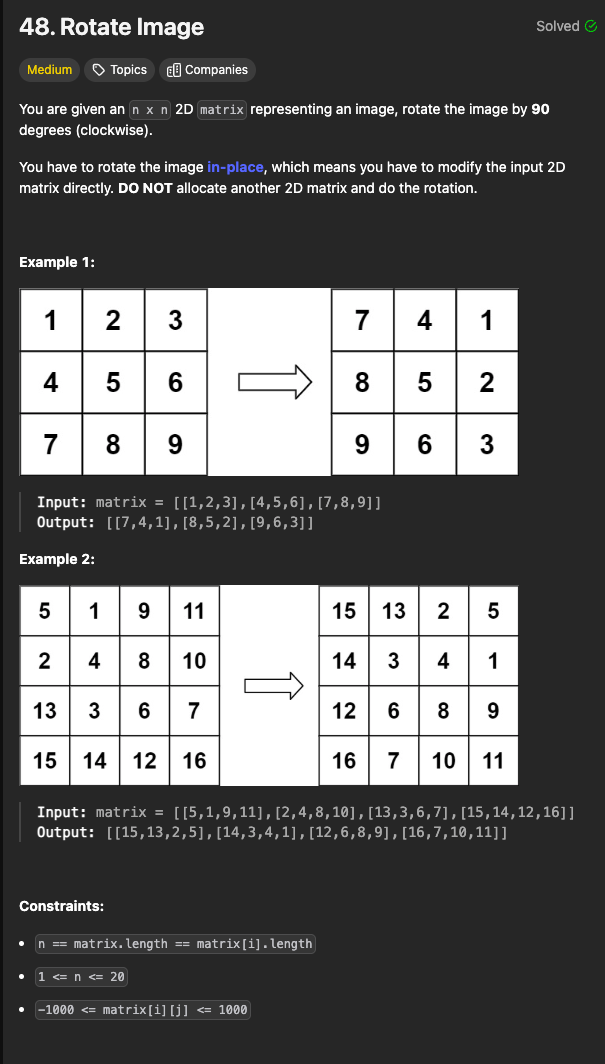 48. Rotate Image
Solved
Medium
Topics
Companies
You are given an n x n 2D matrix representing an image, rotate the image by 90
degrees (clockwise).
You have to rotate the image in-place, which means you have to modify the input 2D
matrix directly. DO NOT allocate another 2D matrix and do the rotation.
Example 1:
1 2 3 7 4 1
4 5 6 8 5 2
7 8 9 9 6 3
Input: matrix = [[1,2,3],[4,5,6],[7,8,9]]
Output: [[7,4,1],[8,5,2],[9,6,3]]
Example 2:
5 1 9 11 15 13 2 5
2 4 8 10 14 3 4 1
13 3 6 7 12 6 8 9
15 14 12 16 16 7 10 11
Input: matrix = [[5,1,9,11],[2,4,8,10],[13,3,6,7],[15,14,12,16]]
Output: [[15,13,2,5],[14,3,4,1],[12,6,8,9],[16,7,10,11]]
Constraints:
• n == matrix.length == matrix[i].length
• 1 <= n <= 20
• -1000 <= matrix[i][j] <= 1000